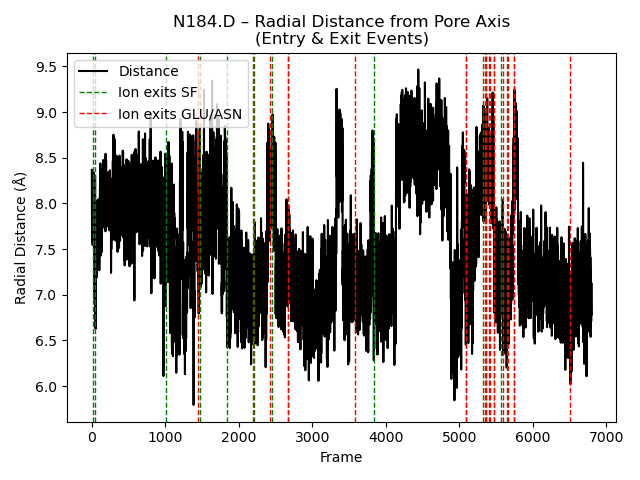 N184.D – Radial Distance from Pore Axis
(Entry & Exit Events)
Distance
Ion exits SF
Ion exits GLU/ASN
Radial Distance (Å)
9.5
9.0
8.5
8.0
7.5
7.0
6.5
6.0
0 1000 2000 3000 4000 5000 6000 7000
Frame